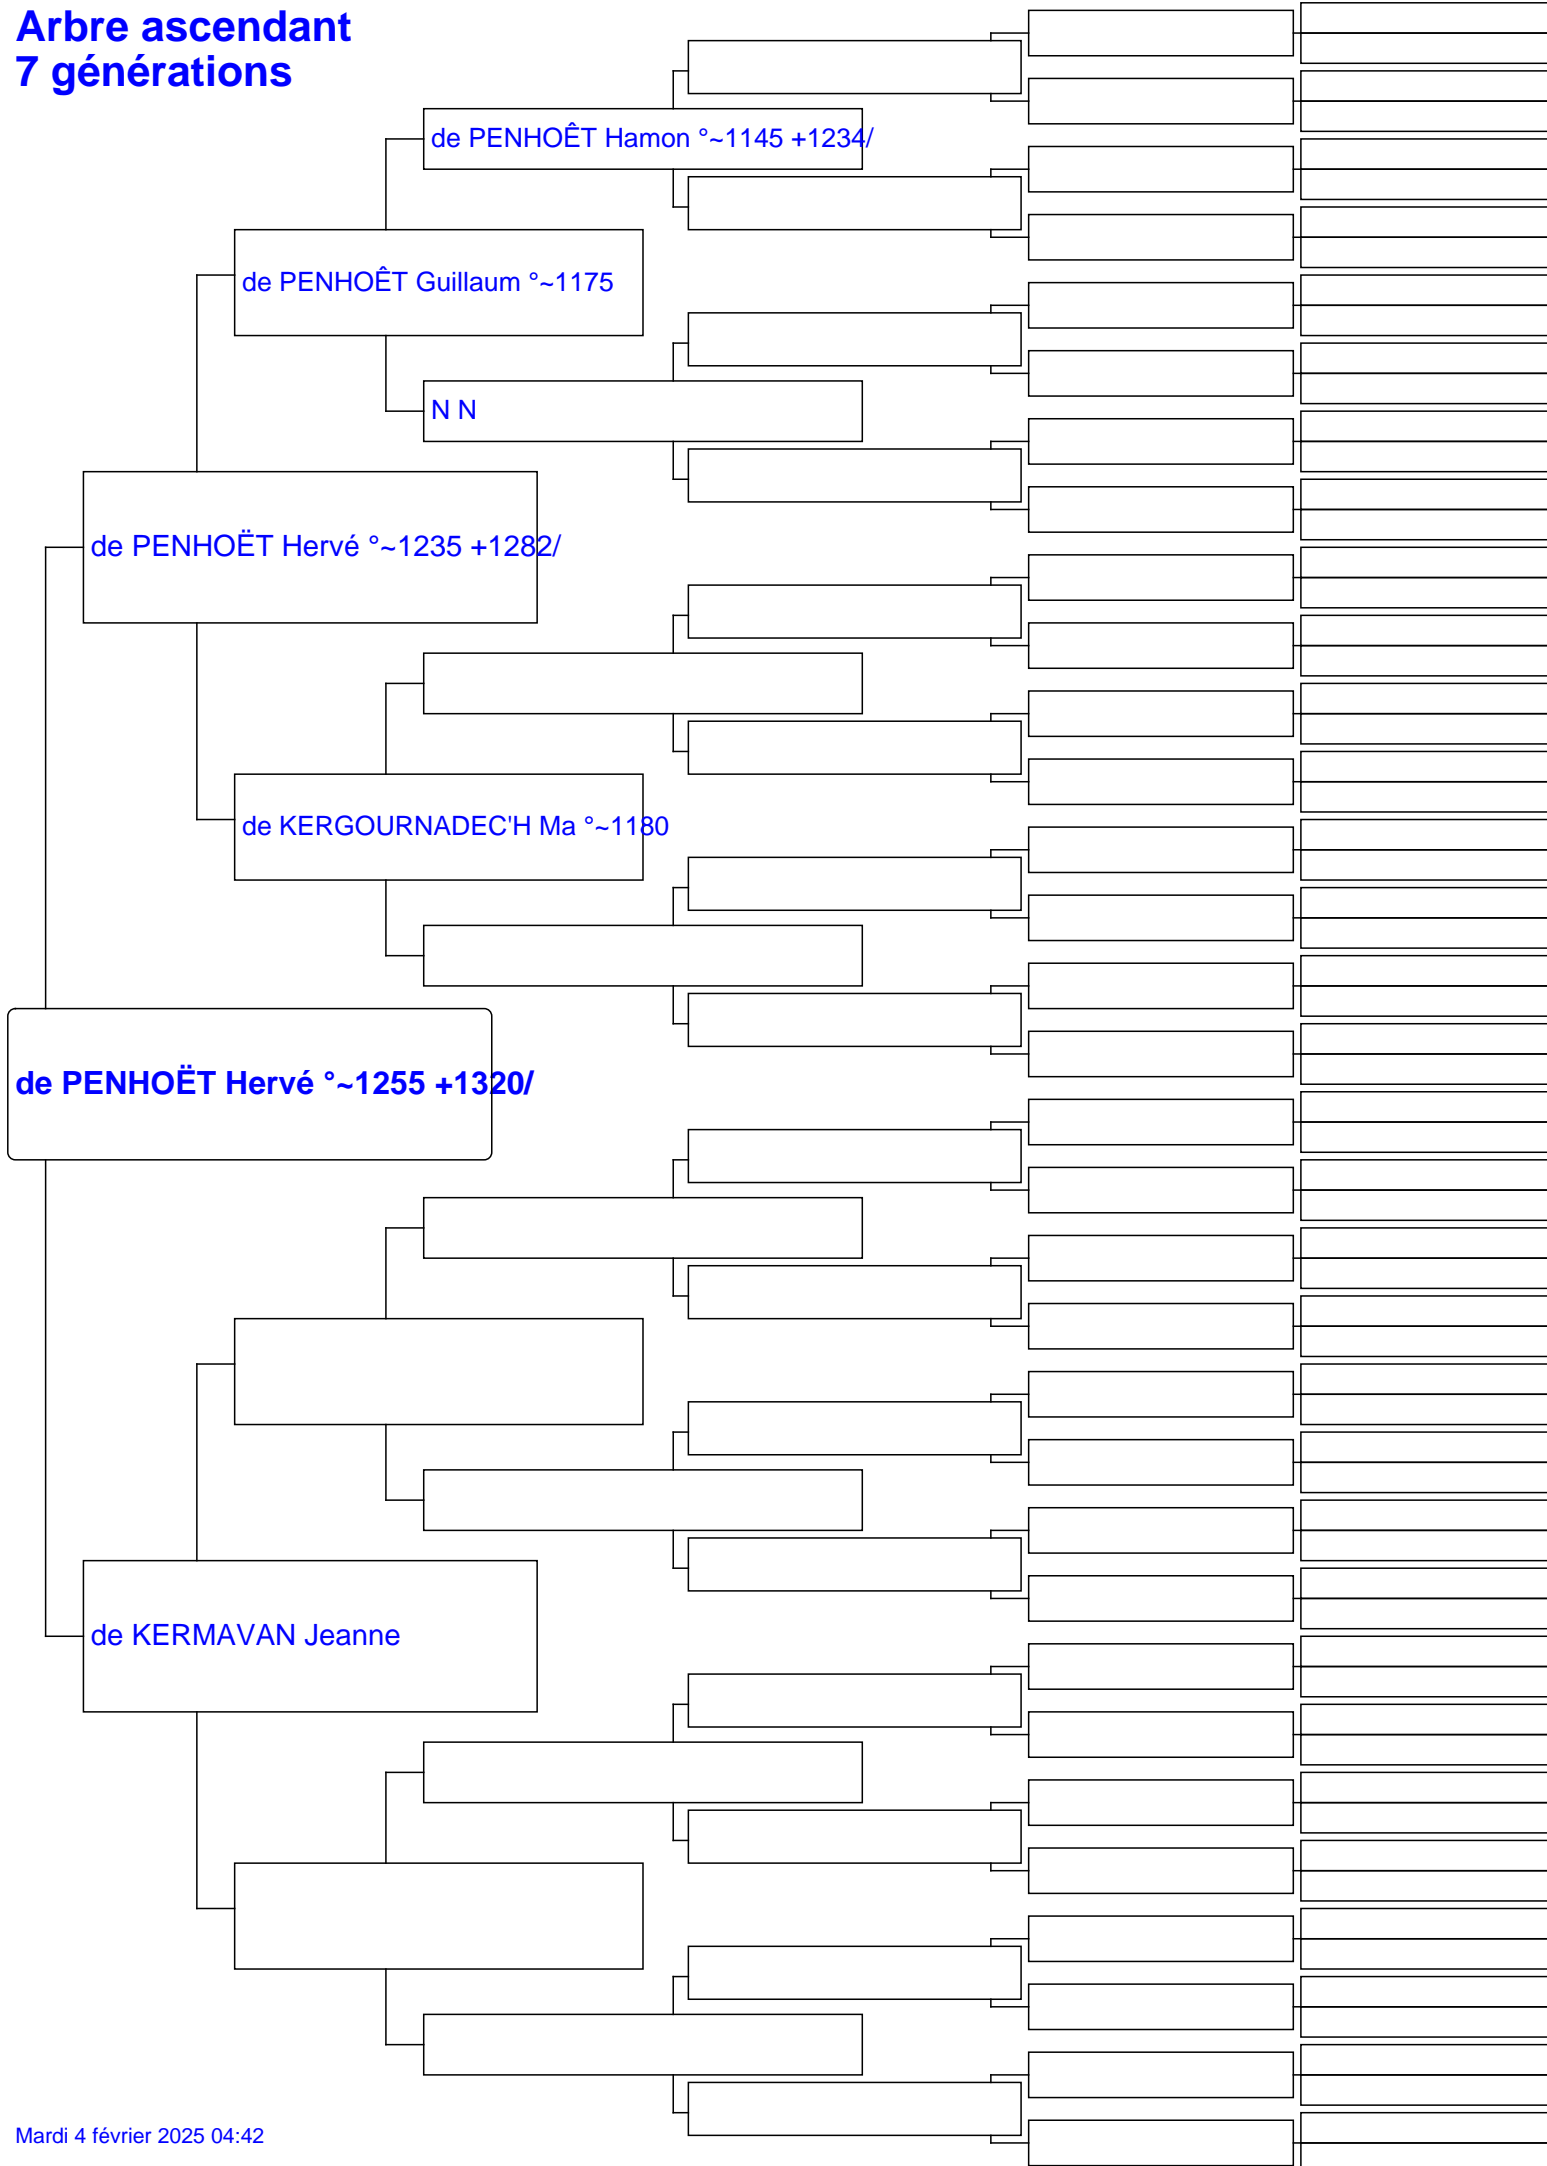 Arbre ascendant
7 générations
de PENHOÊT Hamon °~1145 +1234/
de PENHOÊT Guillaum °~1175
N N
de PENHOËT Hervé °~1235 +1282/
de KERGOURNADEC'H Ma °~1180
de PENHOËT Hervé °~1255 +1320/
de KERMAVAN Jeanne
Mardi 4 février 2025 04:42